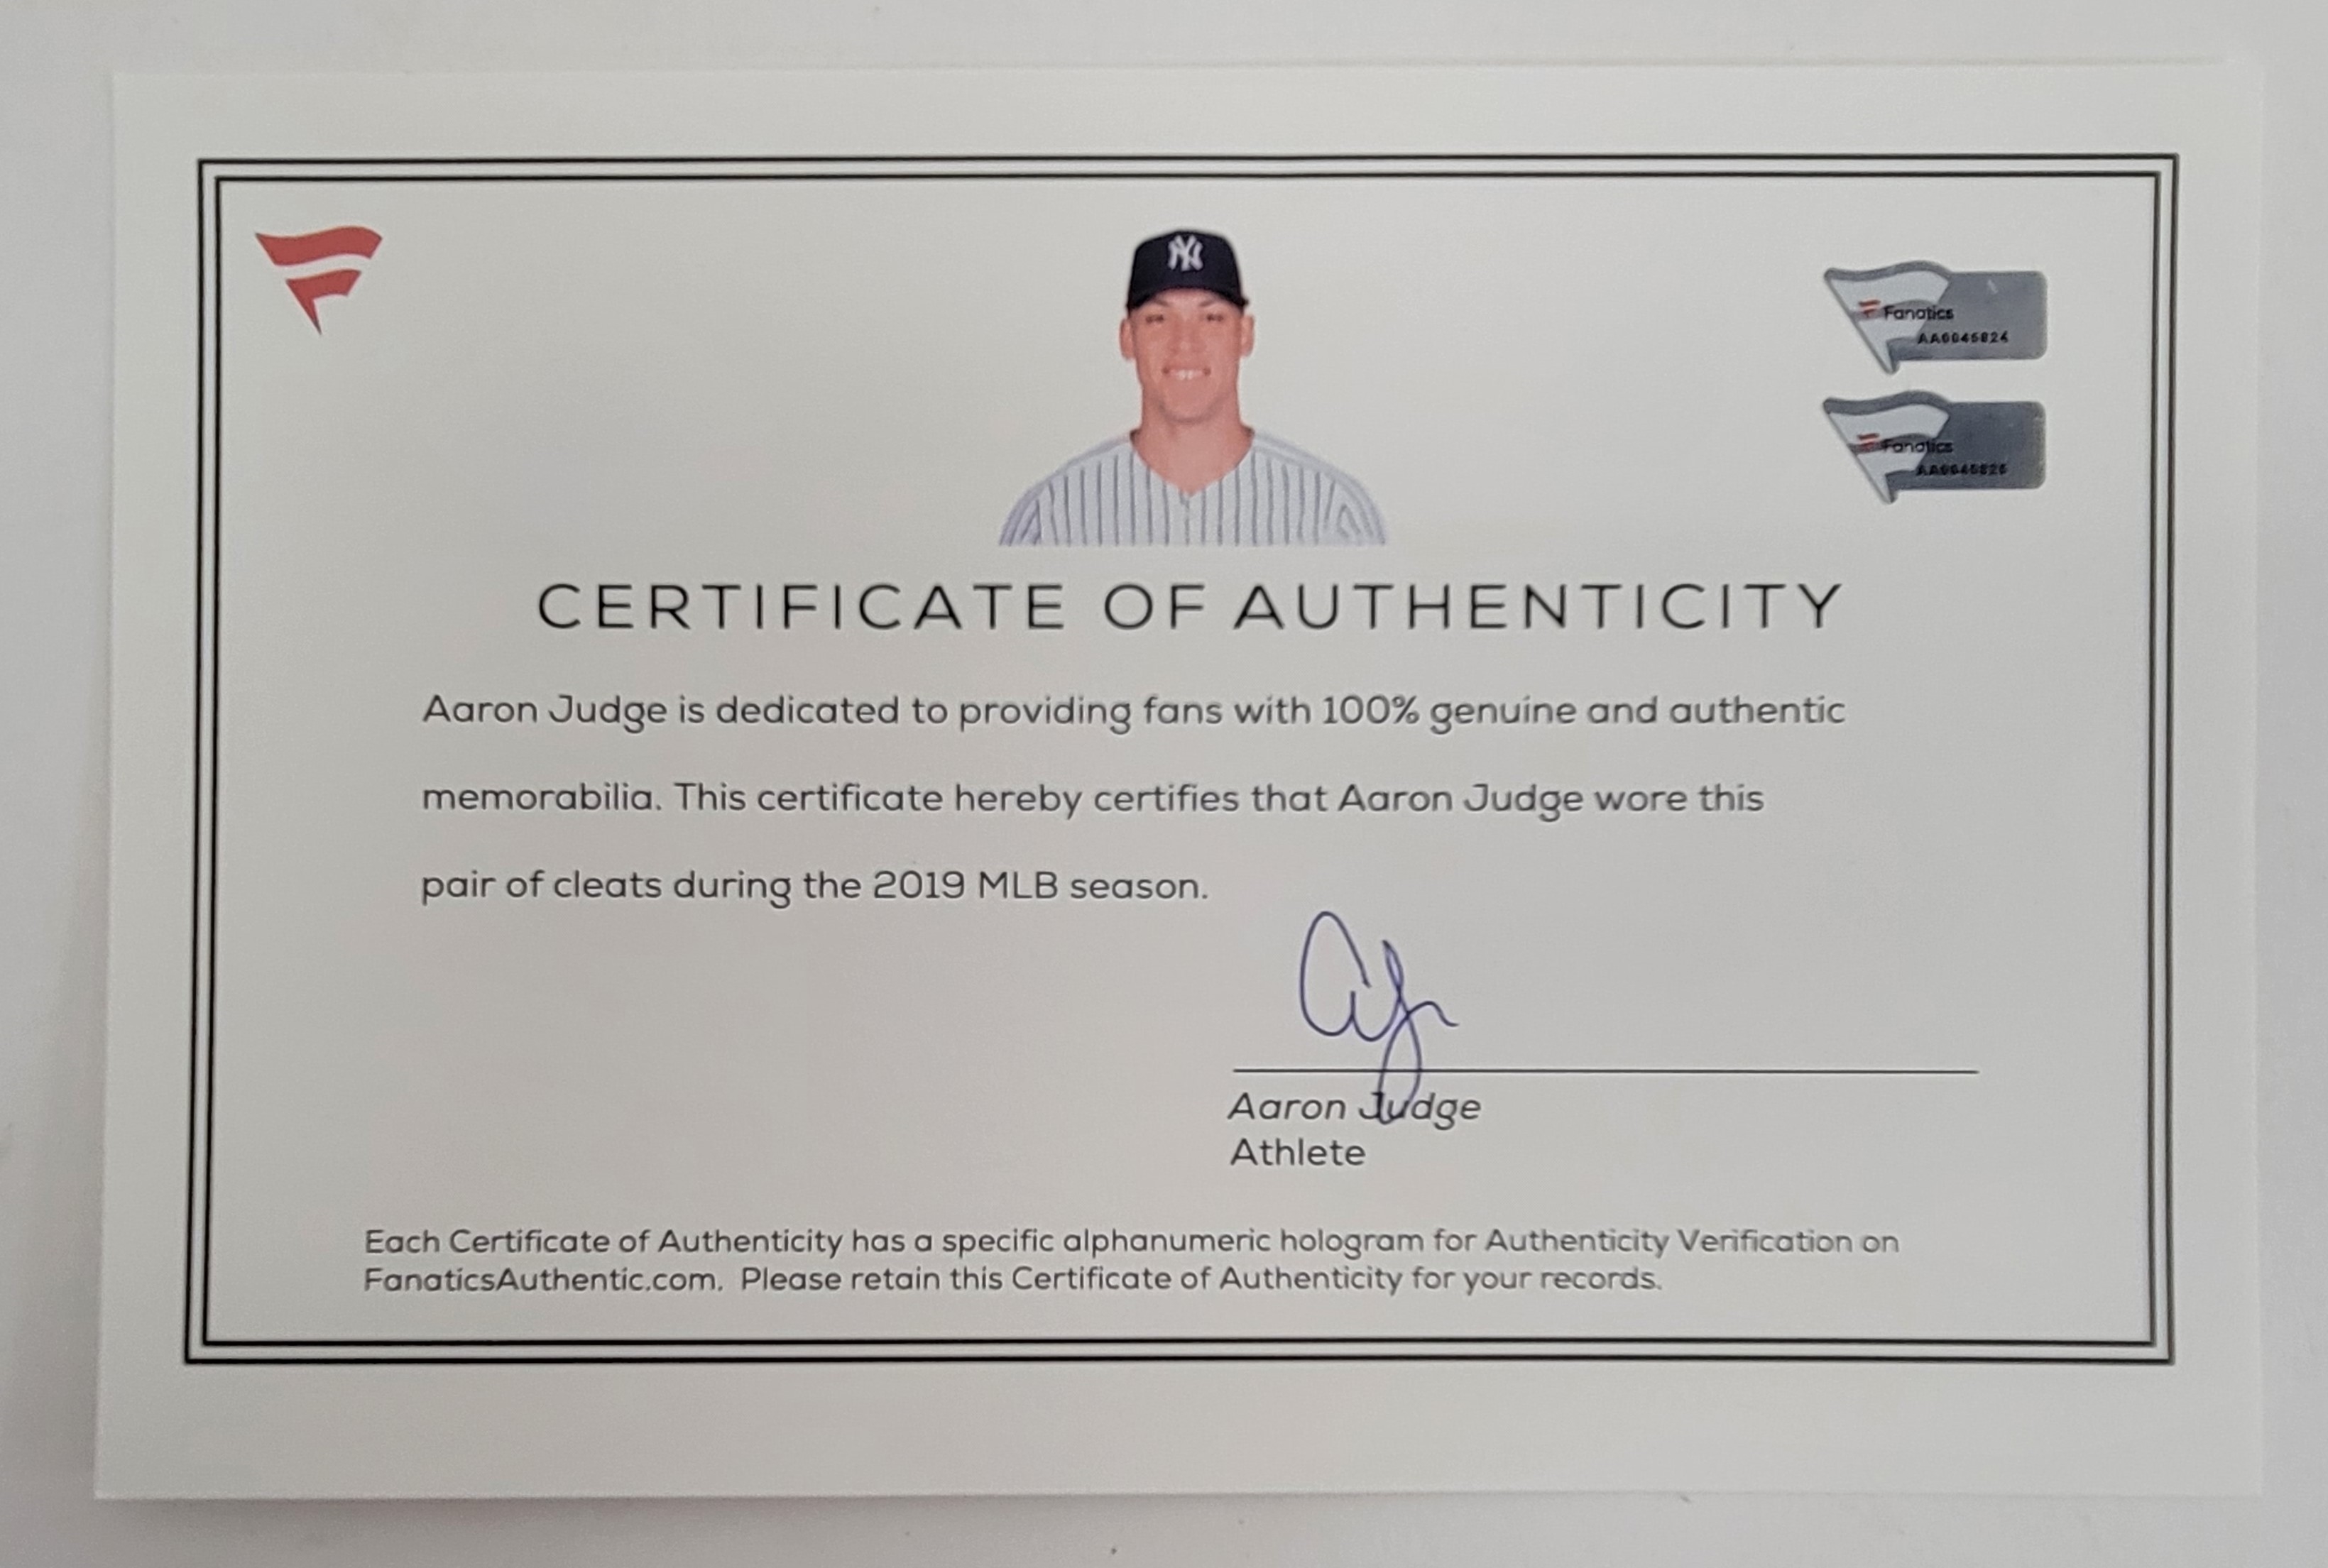 NY
Fanatics
AA0046824
Fanatics
CERTIFICATE OF AUTHENTICITY
Aaron Judge is dedicated to providing fans with 100% genuine and authentic
memorabilia. This certificate hereby certifies that Aaron Judge wore this
pair of cleats during the 2019 MLB season.
Aaron Judge
Athlete
Each Certificate of Authenticity has a specific alphanumeric hologram for Authenticity Verification on
FanaticsAuthentic.com. Please retain this Certificate of Authenticity for your records.